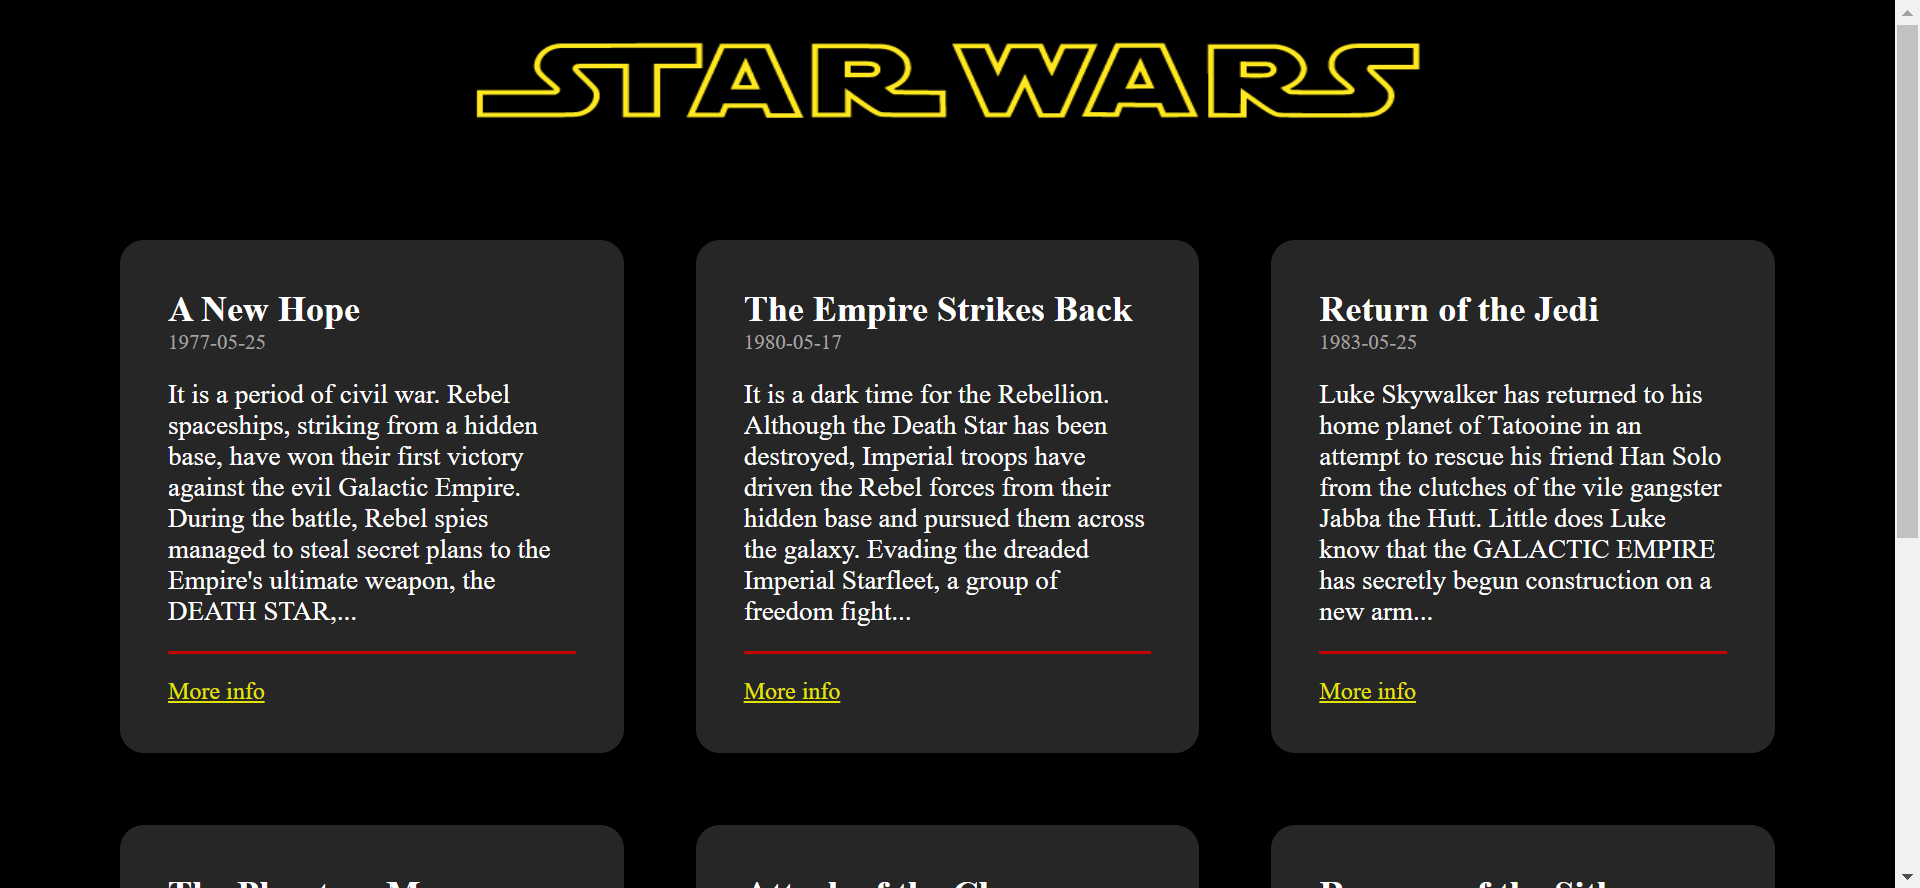 STAR WARS
A New Hope
1977-05-25
It is a period of civil war. Rebel
spaceships, striking from a hidden
base, have won their first victory
against the evil Galactic Empire.
During the battle, Rebel spies
managed to steal secret plans to the
Empire's ultimate weapon, the
DEATH STAR,...
More info
The Empire Strikes Back
1980-05-17
It is a dark time for the Rebellion.
Although the Death Star has been
destroyed, Imperial troops have
driven the Rebel forces from their
hidden base and pursued them across
the galaxy. Evading the dreaded
Imperial Starfleet, a group of
freedom fight...
More info
Return of the Jedi
1983-05-25
Luke Skywalker has returned to his
home planet of Tatooine in an
attempt to rescue his friend Han Solo
from the clutches of the vile gangster
Jabba the Hutt. Little does Luke
know that the GALACTIC EMPIRE
has secretly begun construction on a
new arm...
More info